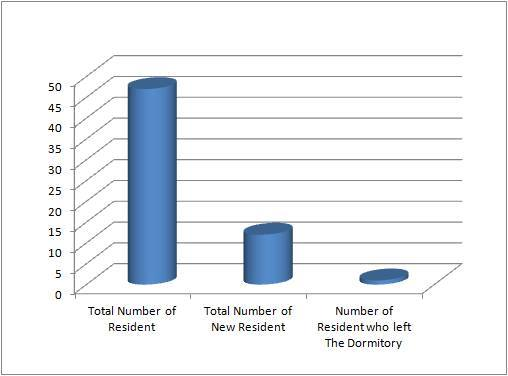 50
45
40
35
30
25
20
15
10
5
0
Total Number of
Resident
Total Number of
New Resident
Number of
Resident who left
The Dormitory